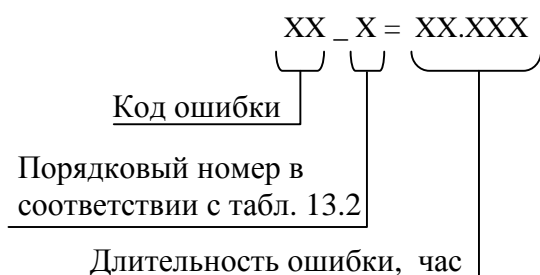 XX _ X = XX.XXX
Код ошибки
Порядковый номер в
соответствии с табл. 13.2
Длительность ошибки, час